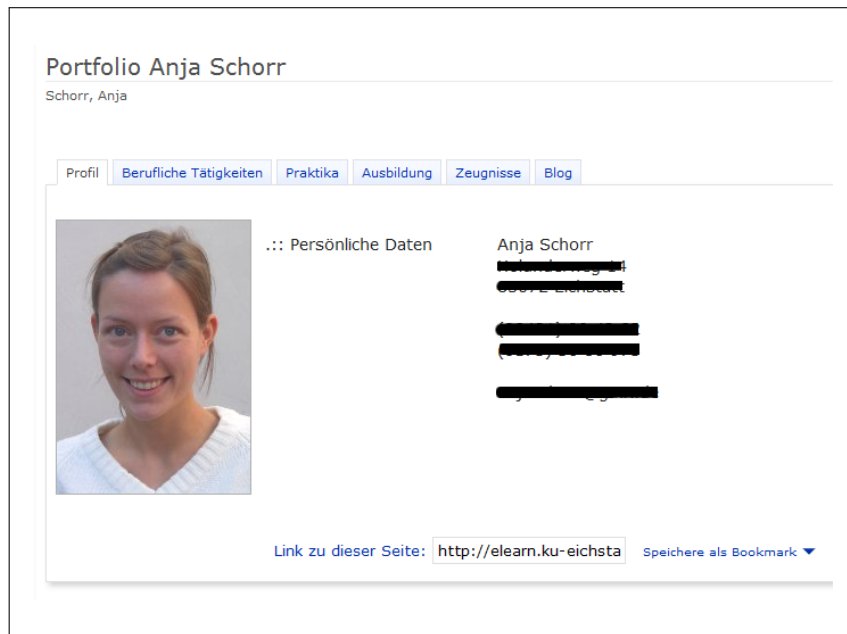 Portfolio Anja Schorr
Schorr, Anja
Profil Berufliche Tätigkeiten Praktika Ausbildung Zeugnisse Blog
.:: Persönliche Daten Anja Schorr
Link zu dieser Seite: http://elearn.ku-eichsta Speichere als Bookmark